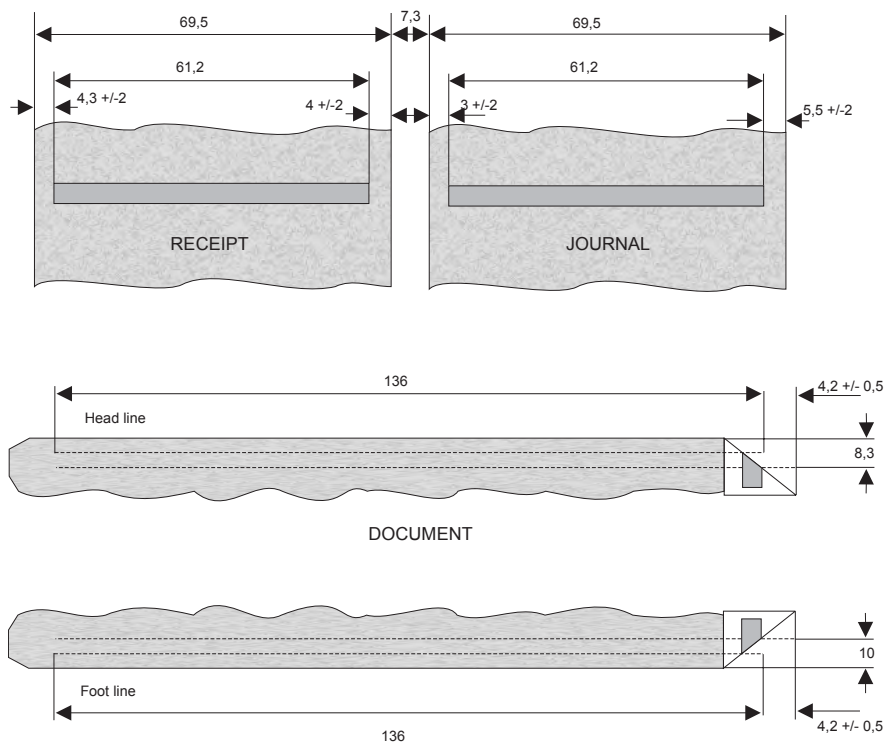 69,5
7,3
69,5
61,2
61,2
4,3 +/-2
4 +/-2
3 +/-2
5,5 +/-2
RECEIPT
JOURNAL
136
4,2 +/- 0,5
Head line
8,3
DOCUMENT
10
Foot line
4,2 +/- 0,5
136